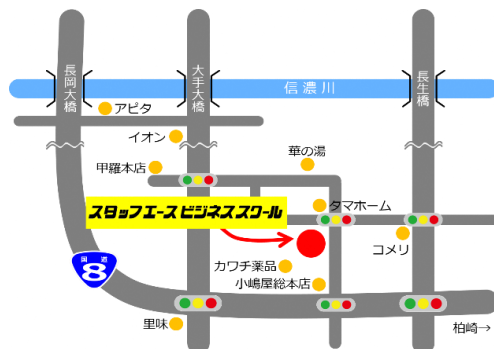 長岡大橋
大手大橋
長生橋
信濃川
アピタ
イオン
華の湯
甲羅本店
スタッフエースビジネススクール
タマホーム
コメリ
カワチ薬品
国道
8
小嶋屋総本店
里味
柏崎→